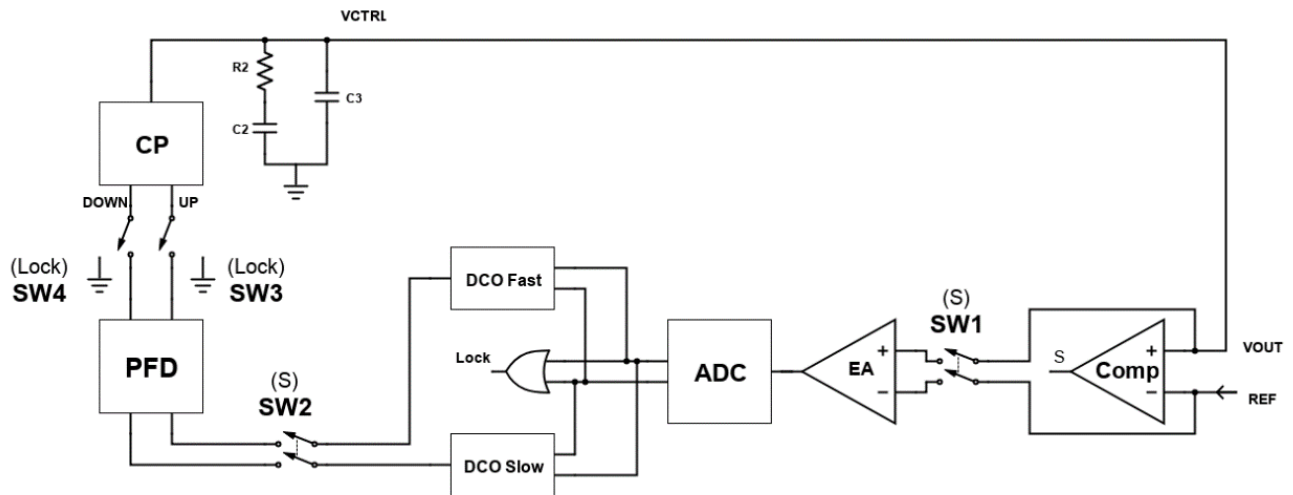 VCTRL
R2
C3
C2
CP
DOWN
UP
(Lock)
SW4
(Lock)
SW3
DCO Fast
(S)
SW1
PFD
Lock
ADC
+
EA
−
S
+
Comp
−
VOUT
REF
(S)
SW2
DCO Slow